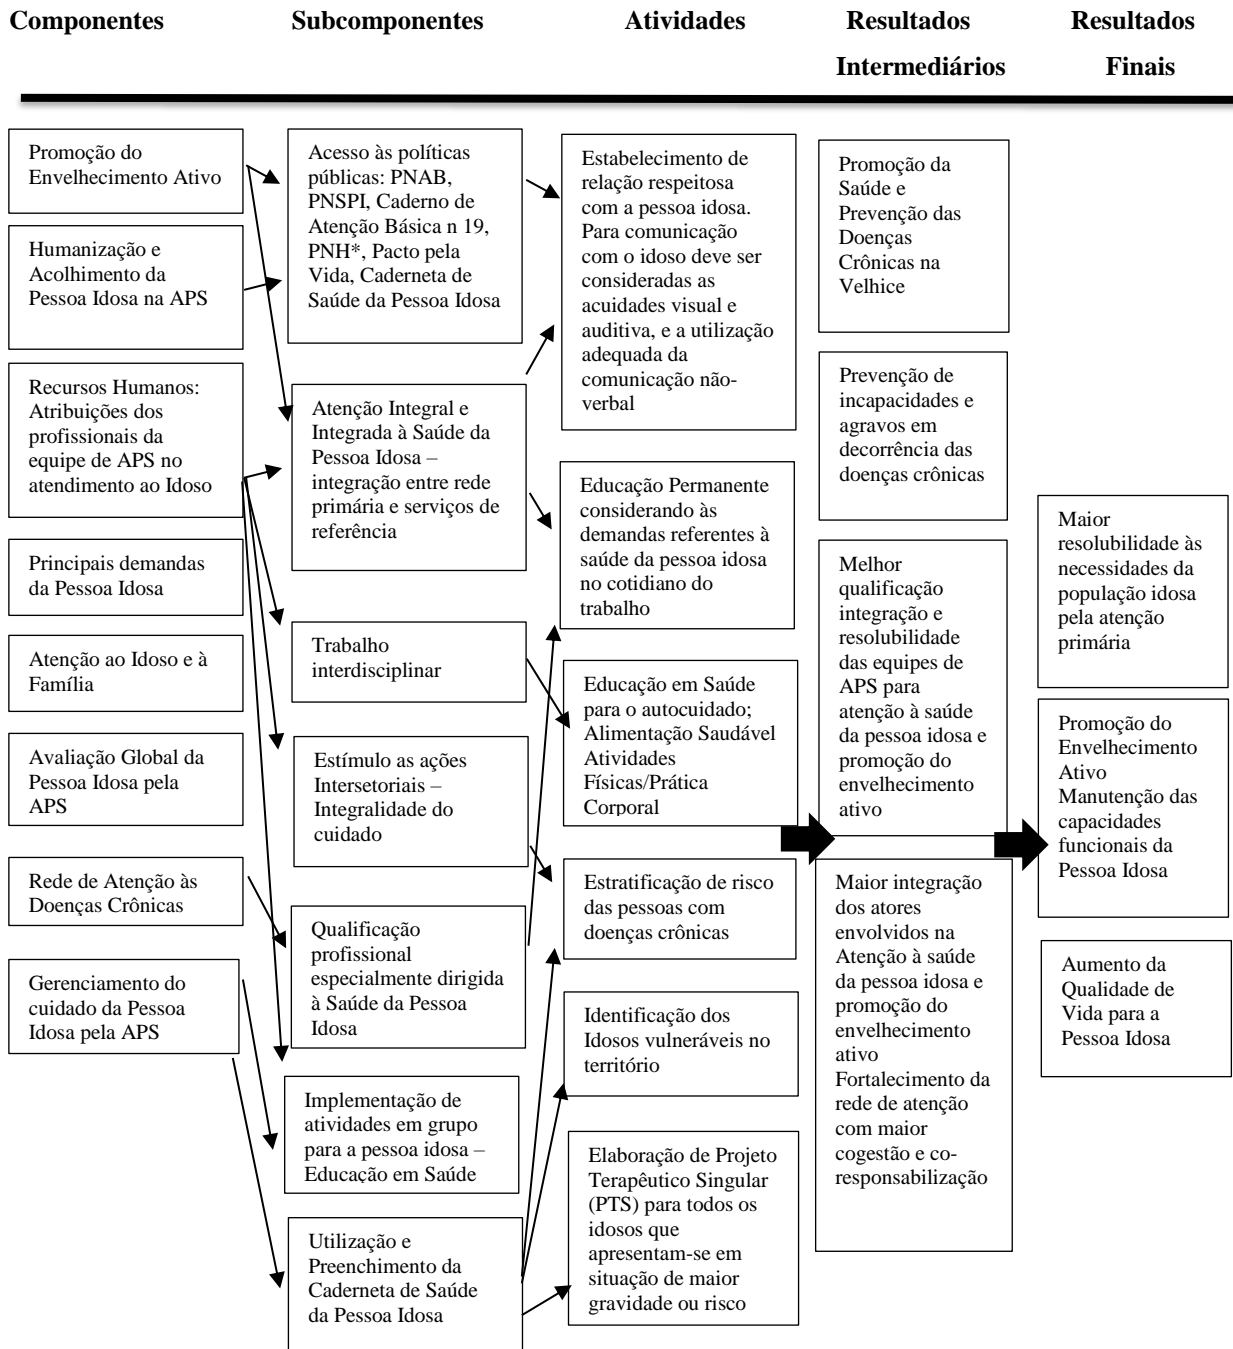 Componentes
Subcomponentes
Atividades
Resultados
Intermediários
Resultados
Finais
Promoção do
Envelhecimento Ativo
Humanização e
Acolhimento da
Pessoa Idosa na APS
Recursos Humanos:
Atribuições dos
profissionais da
equipe de APS no
atendimento ao Idoso
Principais demandas
da Pessoa Idosa
Atenção ao Idoso e à
Família
Avaliação Global da
Pessoa Idosa pela
APS
Rede de Atenção às
Doenças Crônicas
Gerenciamento do
cuidado da Pessoa
Idosa pela APS
Acesso às políticas
públicas: PNAB,
PNSPI, Caderno de
Atenção Básica n 19,
PNH*, Pacto pela
Vida, Caderneta de
Saúde da Pessoa Idosa
Atenção Integral e
Integrada à Saúde da
Pessoa Idosa –
integração entre rede
primária e serviços de
referência
Trabalho
interdisciplinar
Estímulo as ações
Intersetoriais –
Integralidade do
cuidado
Qualificação
profissional
especialmente dirigida
à Saúde da Pessoa
Idosa
Implementação de
atividades em grupo
para a pessoa idosa –
Educação em Saúde
Utilização e
Preenchimento da
Caderneta de Saúde
da Pessoa Idosa
Estabelecimento de
relação respeitosa
com a pessoa idosa.
Para comunicação
com o idoso deve ser
consideradas as
acuidades visual e
auditiva, e a utilização
adequada da
comunicação não-
verbal
Educação Permanente
considerando às
demandas referentes à
saúde da pessoa idosa
no cotidiano do
trabalho
Educação em Saúde
para o autocuidado;
Alimentação Saudável
Atividades
Físicas/Prática
Corporal
Estratificação de risco
das pessoas com
doenças crônicas
Identificação dos
Idosos vulneráveis no
território
Elaboração de Projeto
Terapêutico Singular
(PTS) para todos os
idosos que
apresentam-se em
situação de maior
gravidade ou risco
Promoção da
Saúde e
Prevenção das
Doenças
Crônicas na
Velhice
Prevenção de
incapacidades e
agravos em
decorrência das
doenças crônicas
Melhor
qualificação
integração e
resolubilidade
das equipes de
APS para
atenção à saúde
da pessoa idosa e
promoção do
envelhecimento
ativo
Maior integração
dos atores
envolvidos na
Atenção à saúde
da pessoa idosa e
promoção do
envelhecimento
ativo
Fortalecimento da
rede de atenção
com maior
cogestão e co-
responsabilização
Maior
resolubilidade às
necessidades da
população idosa
pela atenção
primária
Promoção do
Envelhecimento
Ativo
Manutenção das
capacidades
funcionais da
Pessoa Idosa
Aumento da
Qualidade de
Vida para a
Pessoa Idosa